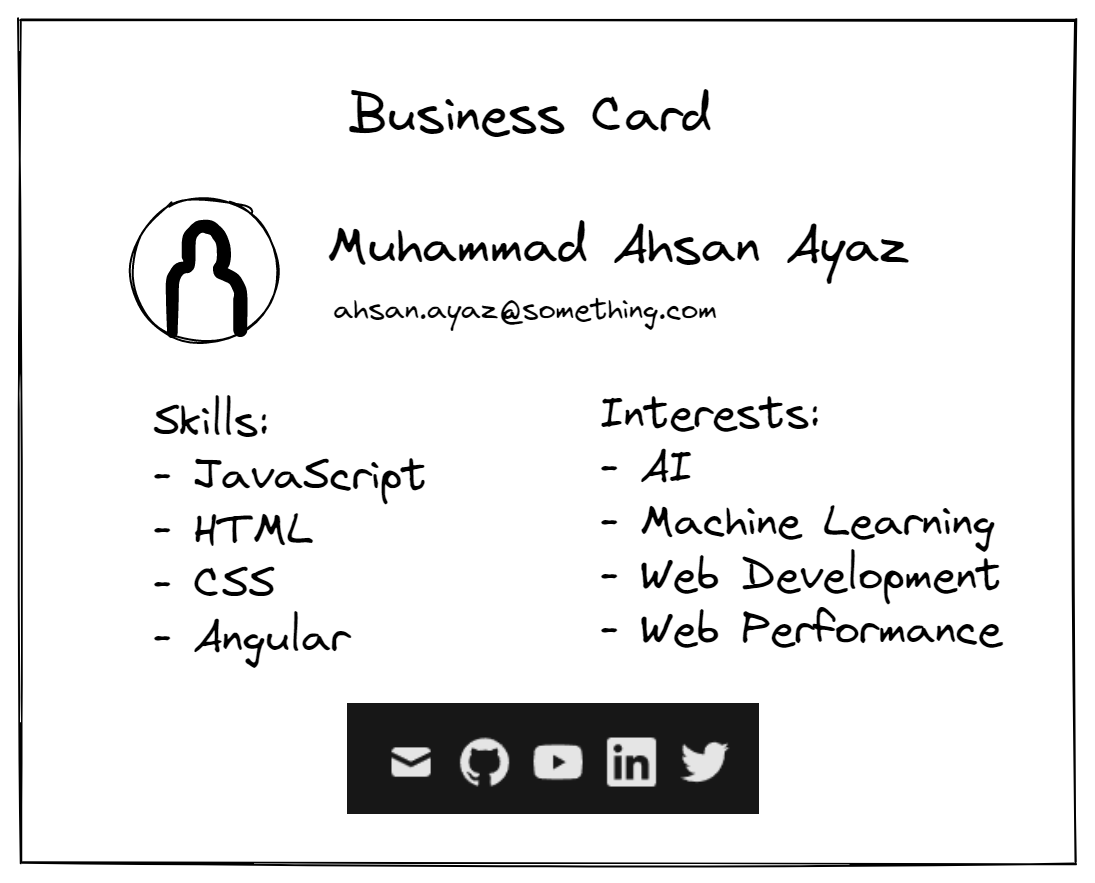 Business Card
Muhammad Ahsan Ayaz
ahsan.ayaz@something.com
Skills:
- JavaScript
- HTML
- CSS
- Angular
Interests:
- AI
- Machine Learning
- Web Development
- Web Performance
in